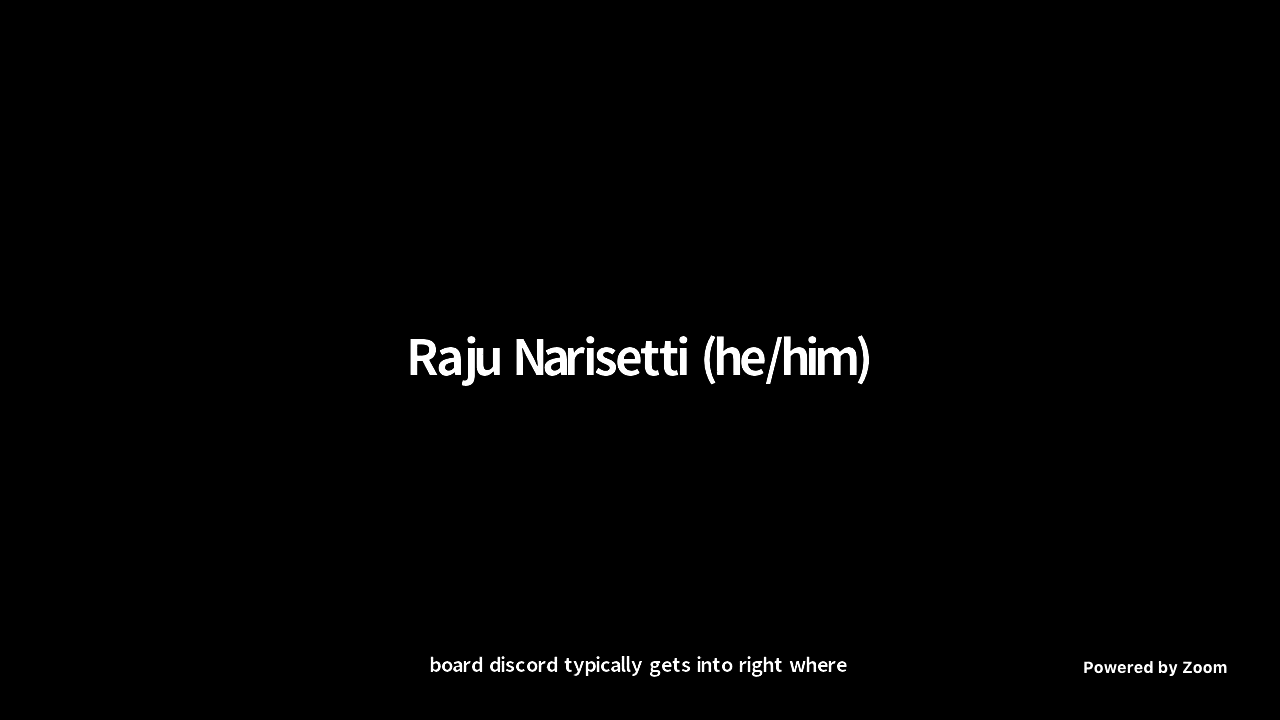 Raju Narisetti (he/him)
board discord typically gets into right where
Powered by Zoom